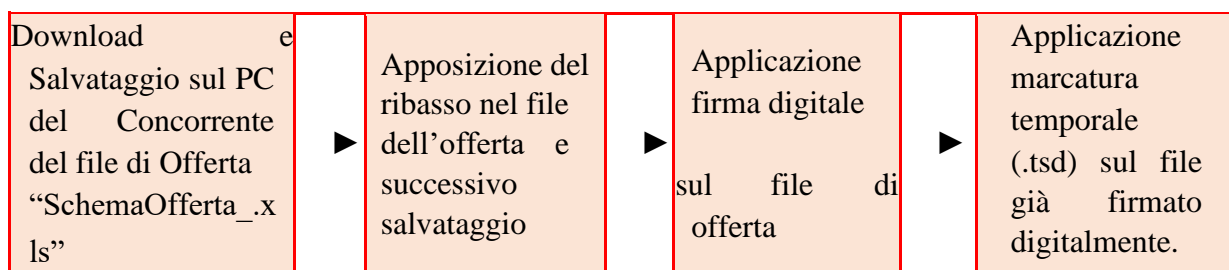 Download e
Salvataggio sul PC
del Concorrente
del file di Offerta
“SchemaOfferta_.x
ls”
►
Apposizione del
ribasso nel file
dell’offerta e
successivo
salvataggio
►
Applicazione
firma digitale
sul file di
offerta
►
Applicazione
marcatura
temporale
(.tsd) sul file
già firmato
digitalmente.